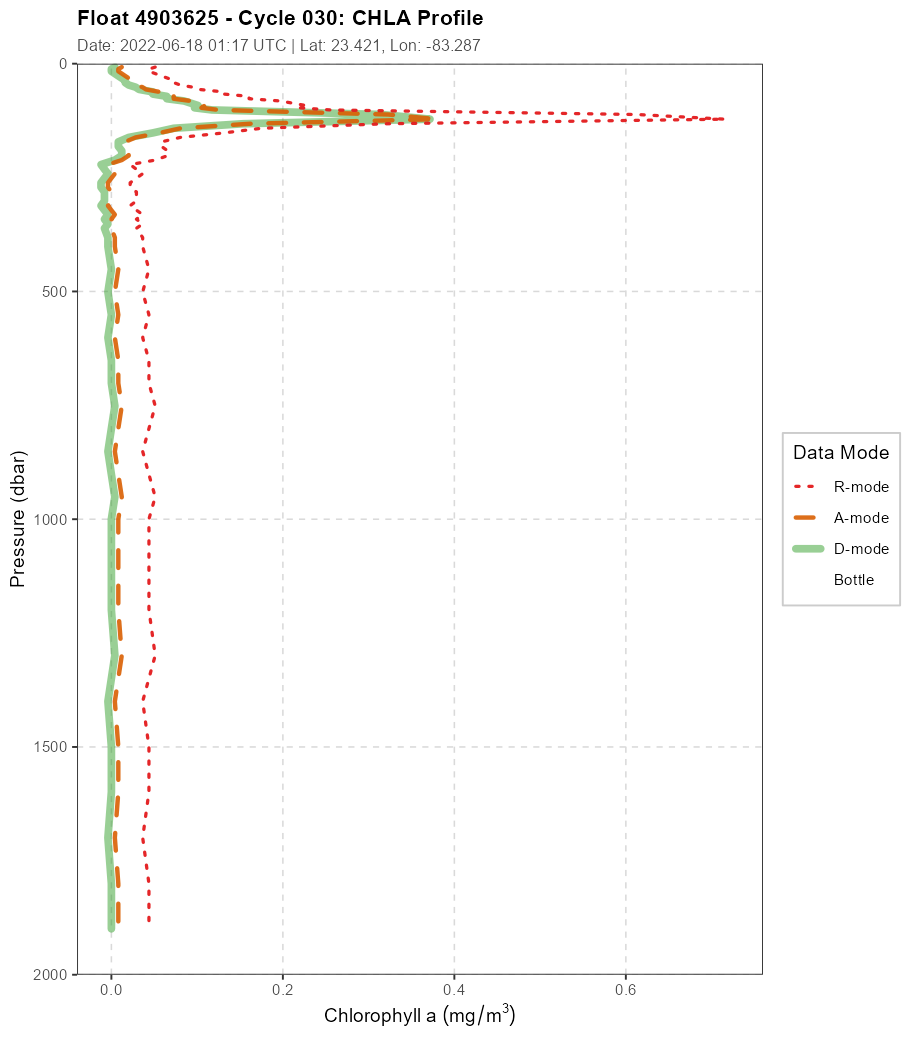 Float 4903625 - Cycle 030: CHLA Profile
Date: 2022-06-18 01:17 UTC | Lat: 23.421, Lon: -83.287
0
500
1000
1500
2000
Pressure (dbar)
0.0 0.2 0.4 0.6
Chlorophyll a (mg/m³)
Data Mode
R-mode
A-mode
D-mode
Bottle